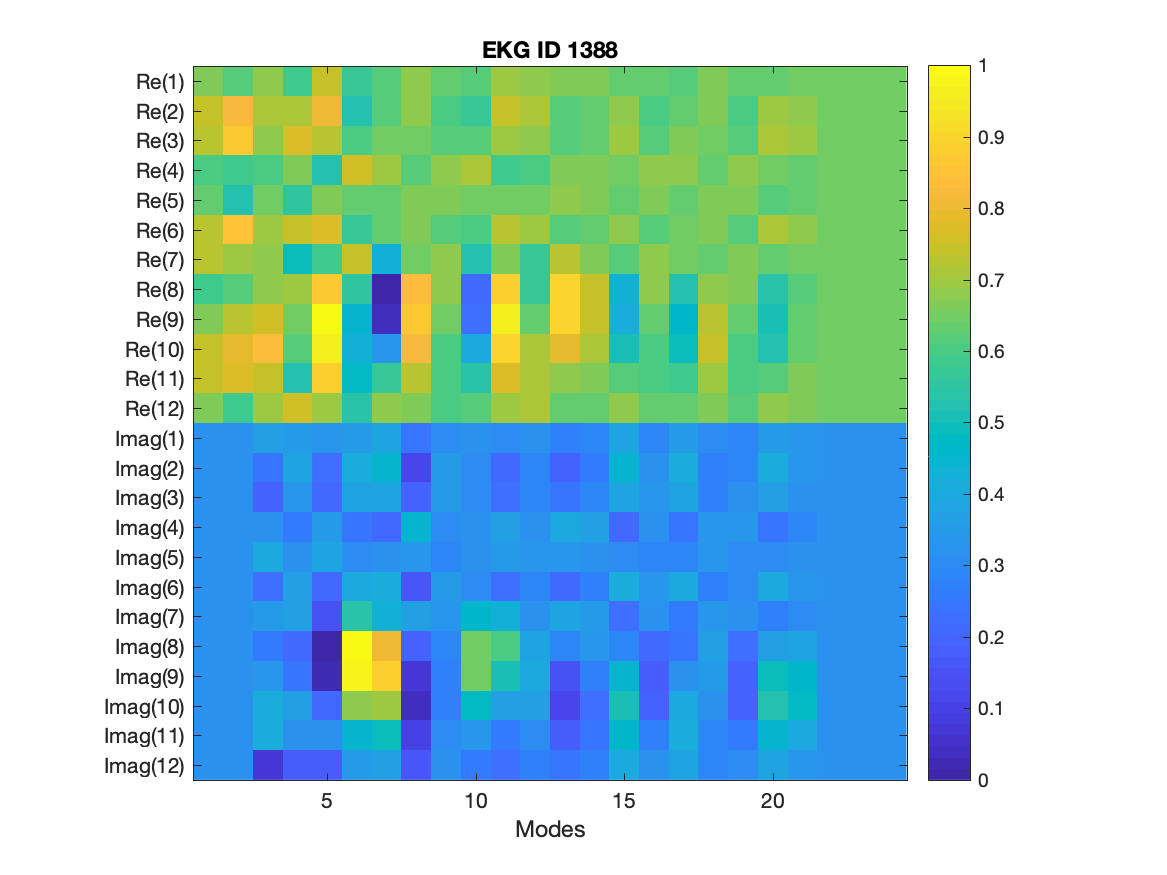 EKG ID 1388
Re(1)
Re(2)
Re(3)
Re(4)
Re(5)
Re(6)
Re(7)
Re(8)
Re(9)
Re(10)
Re(11)
Re(12)
Imag(1)
Imag(2)
Imag(3)
Imag(4)
Imag(5)
Imag(6)
Imag(7)
Imag(8)
Imag(9)
Imag(10)
Imag(11)
Imag(12)
5 10 15 20
Modes
1
0.9
0.8
0.7
0.6
0.5
0.4
0.3
0.2
0.1
0